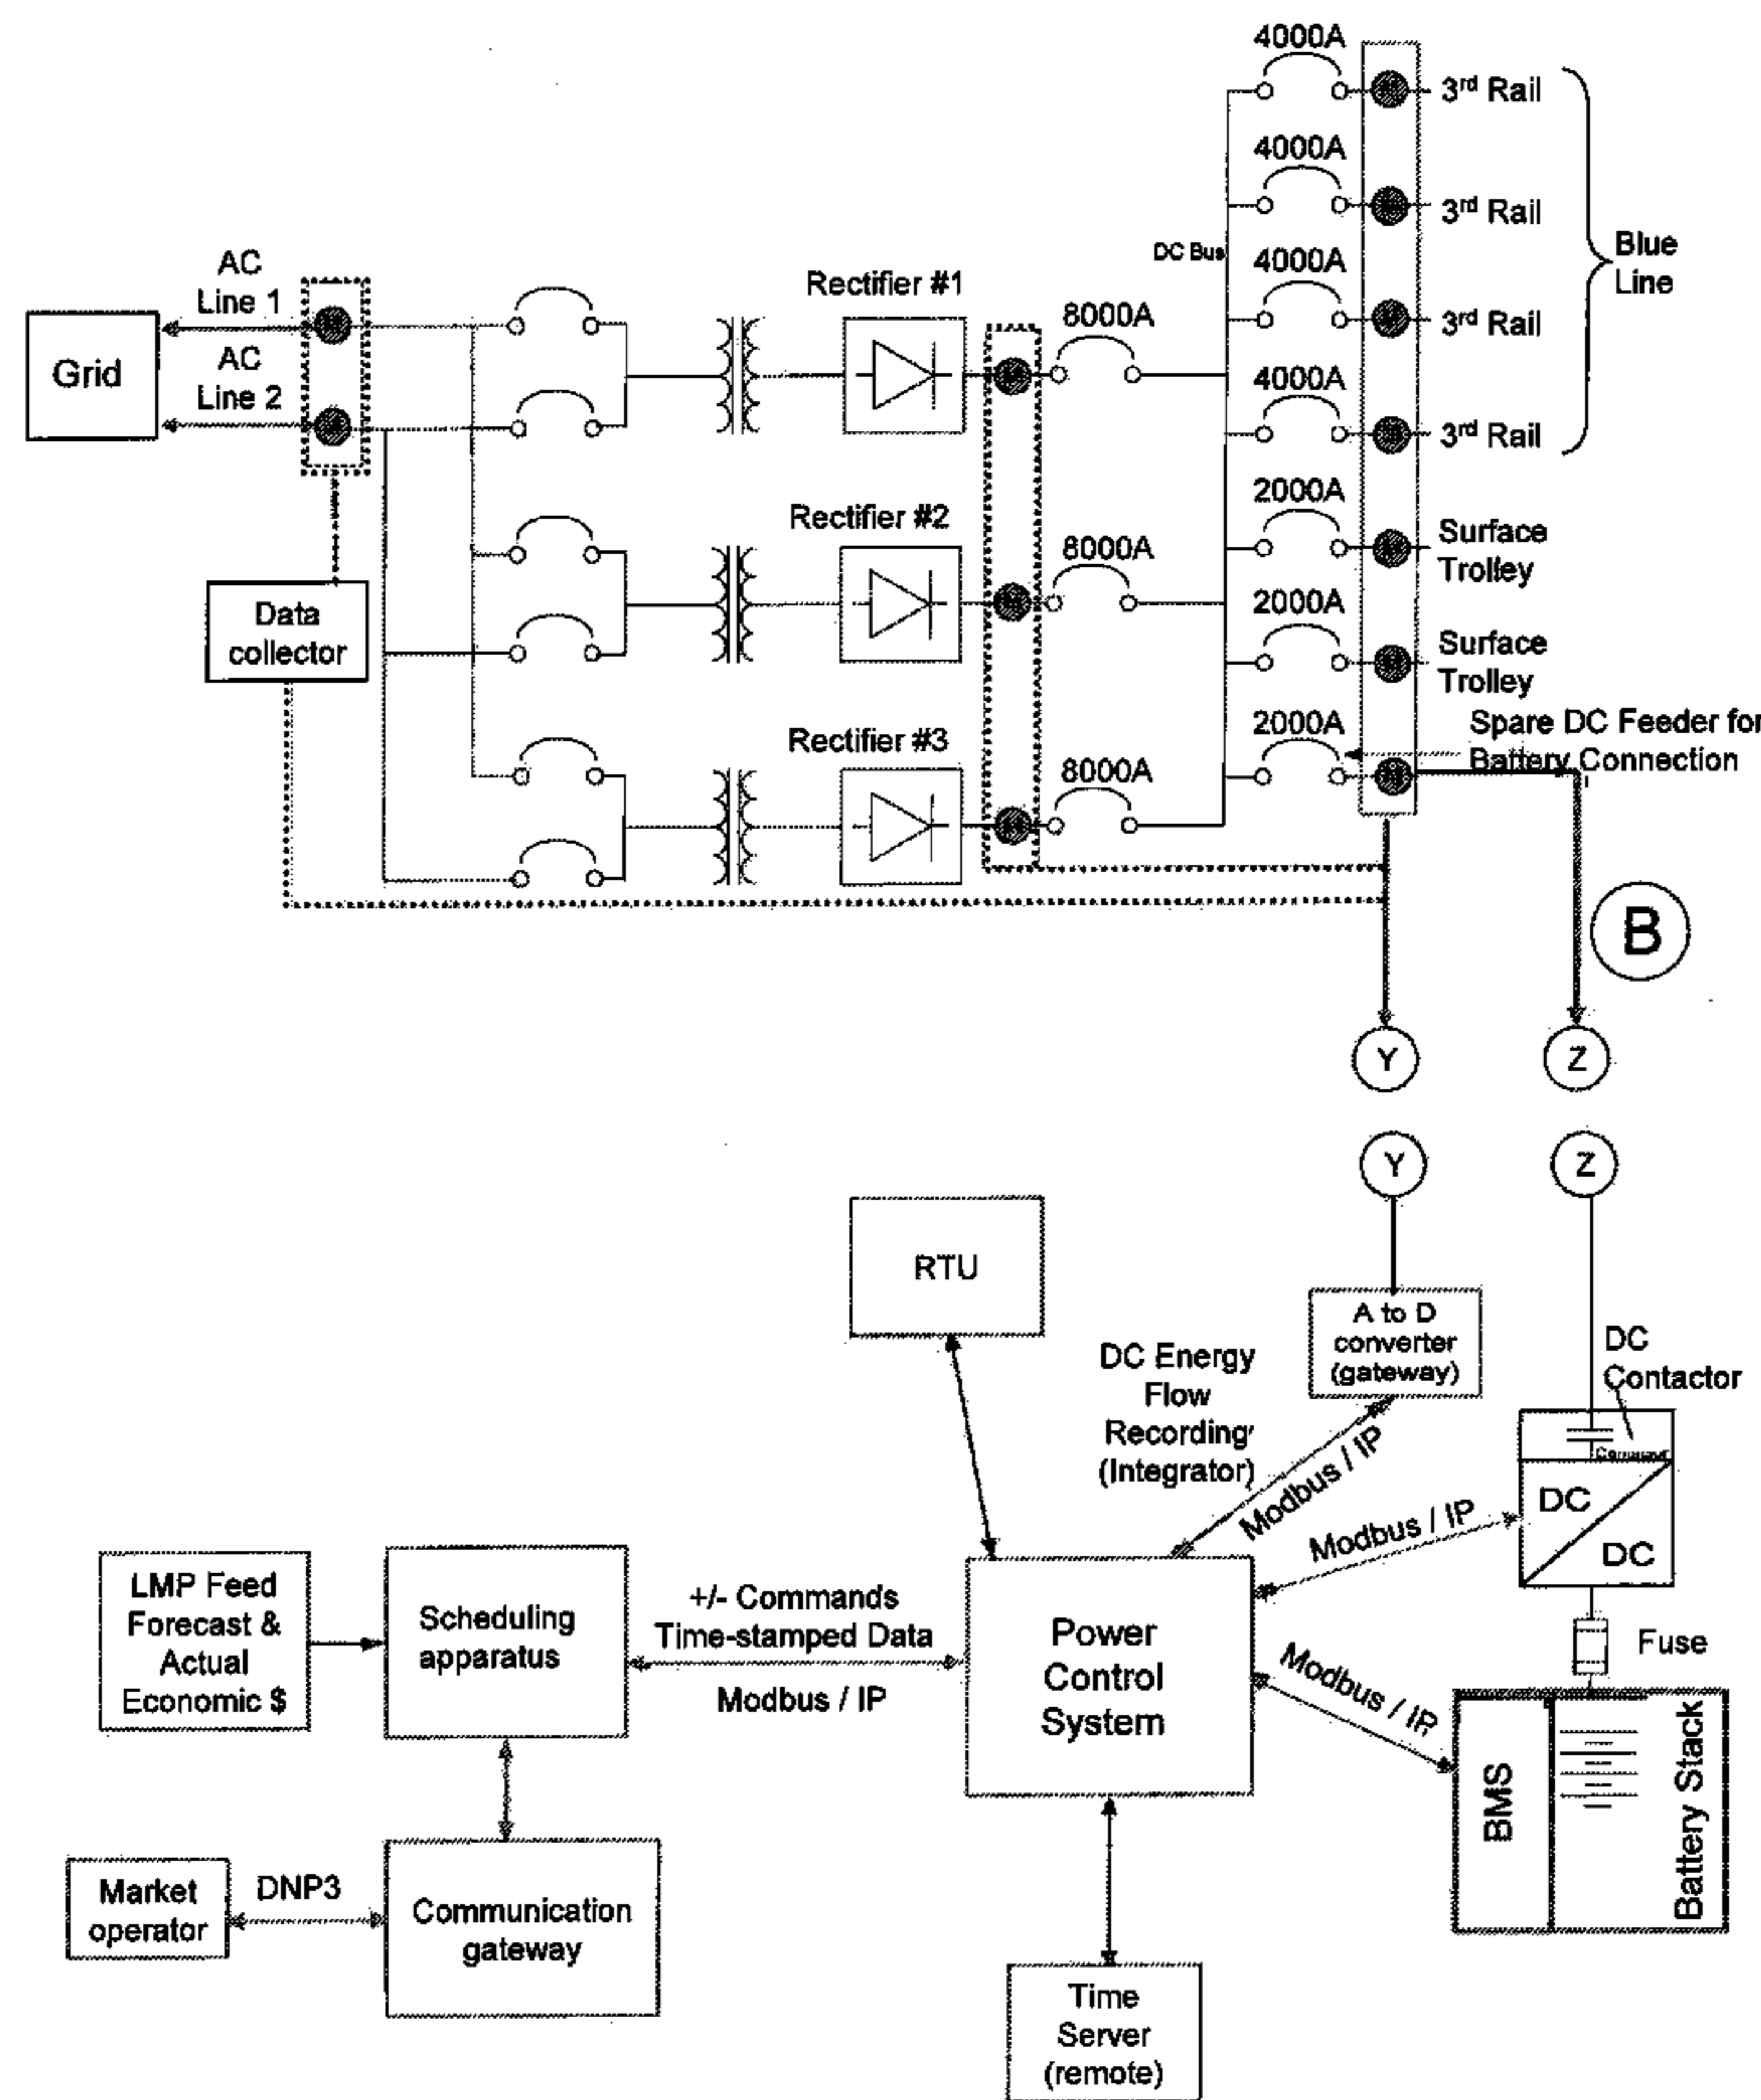 4000A
3rd Rail
4000A
3rd Rail
DC Bus
4000A
3rd Rail
Blue
Line
4000A
3rd Rail
AC
Line 1
Grid
AC
Line 2
Rectifier #1
8000A
2000A
Surface
Trolley
Rectifier #2
8000A
2000A
Surface
Trolley
Data
collector
Rectifier #3
8000A
2000A
Spare DC Feeder for
Battery Connection
B
Y
Z
Y
Z
RTU
A to D
converter
(gateway)
DC Energy
Flow
Recording
(Integrator)
Modbus / IP
DC
Contactor
DC
DC
Modbus / IP
LMP Feed
Forecast &
Actual
Economic $
Scheduling
apparatus
+/- Commands
Time-stamped Data
Modbus / IP
Power
Control
System
Fuse
Modbus / IP
BMS
Battery Stack
Market
operator
DNP3
Communication
gateway
Time
Server
(remote)